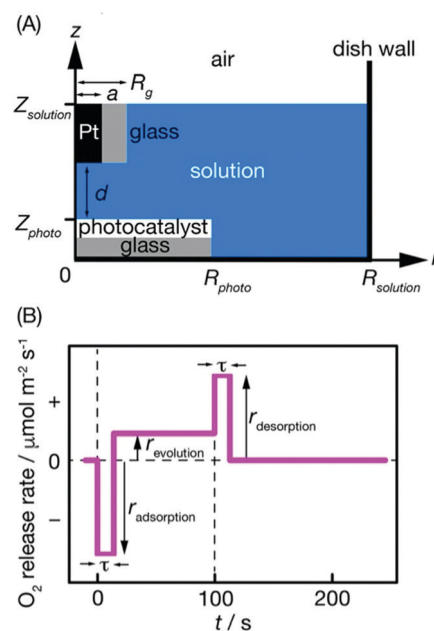 (A)
z
air
dish wall
R_g
a
Z_solution
Pt
glass
solution
d
Z_photo
photocatalyst
glass
0
R_photo
R_solution
(B)
O₂ release rate / μmol m⁻² s⁻¹
+
0
−
τ
r_desorption
r_evolution
r_adsorption
τ
0
100
200
t / s